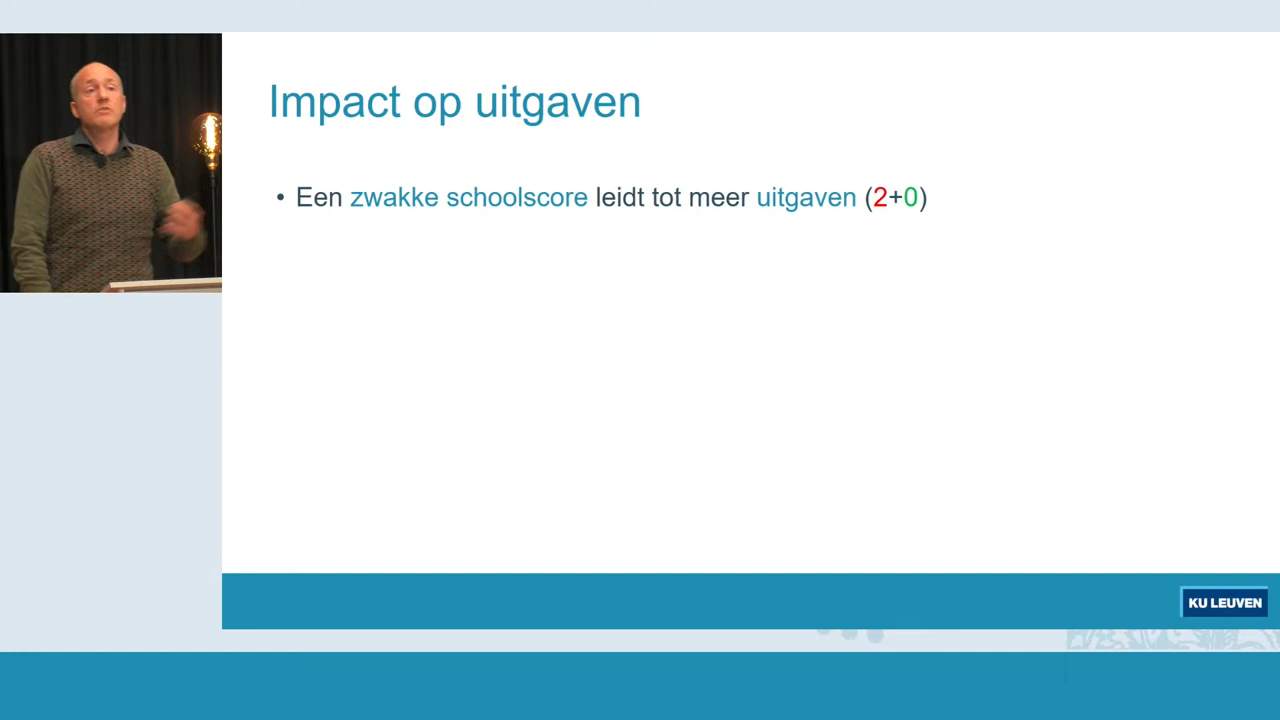 Impact op uitgaven
• Een zwakke schoolscore leidt tot meer uitgaven (2+0)
KU LEUVEN